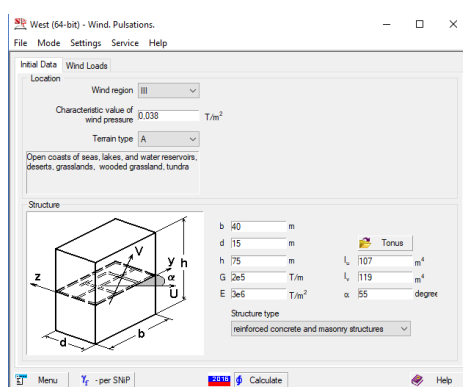 West (64-bit) - Wind. Pulsations.
File Mode Settings Service Help
Initial Data Wind Loads
Location
Wind region III
Characteristic value of wind pressure 0,038 T/m²
Terrain type A
Open coasts of seas, lakes, and water reservoirs,
deserts, grasslands, wooded grassland, tundra
Structure
z V y h α U d b
b 40 m
d 15 m
Tonus
h 75 m
Iᵤ 107 m⁴
G 2e5 T/m
Iᵥ 119 m⁴
E 3e6 T/m²
α 55 degree
Structure type
reinforced concrete and masonry structures
Menu γf - per SNiP 2018 Calculate Help